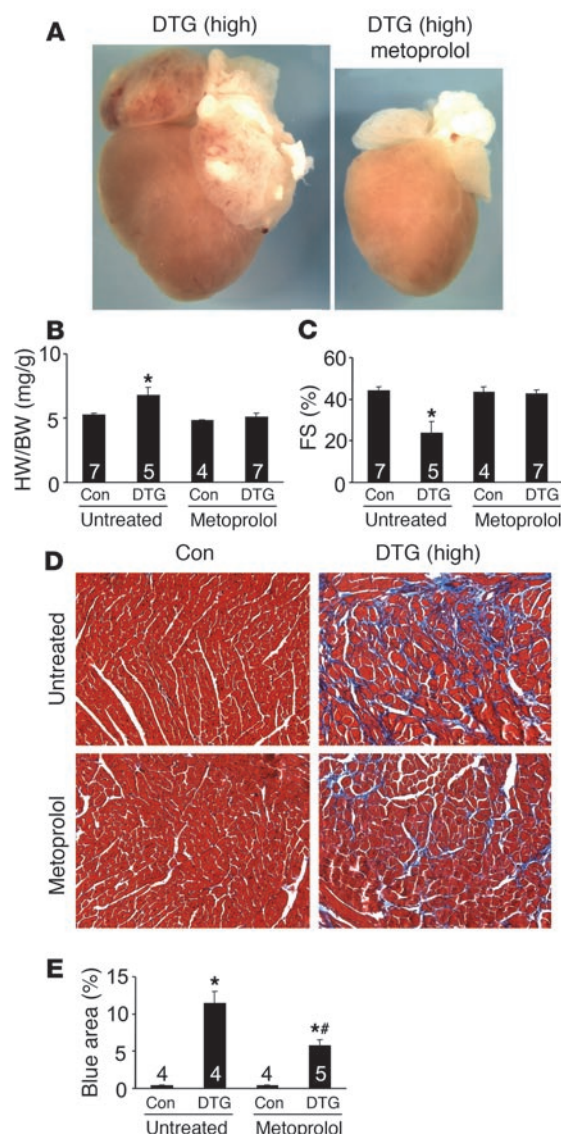 A
DTG (high)
DTG (high)
metoprolol
B
HW/BW (mg/g)
10
5
0
*
7
5
4
7
Con
DTG
Con
DTG
Untreated
Metoprolol
C
FS (%)
60
40
20
0
*
7
5
4
7
Con
DTG
Con
DTG
Untreated
Metoprolol
D
Con
DTG (high)
Untreated
Metoprolol
E
Blue area (%)
15
10
5
0
*
*#
4
4
4
5
Con
DTG
Con
DTG
Untreated
Metoprolol